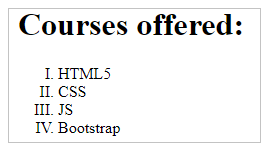 Courses offered:
I. HTML5
II. CSS
III. JS
IV. Bootstrap